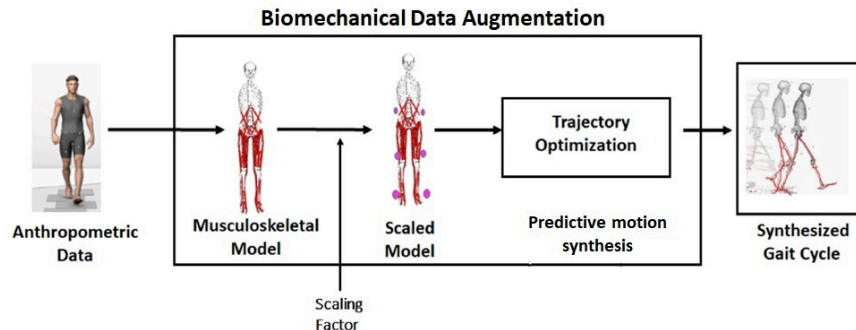 Biomechanical Data Augmentation
Anthropometric
Data
Musculoskeletal
Model
Scaling
Factor
Scaled
Model
Trajectory
Optimization
Predictive motion
synthesis
Synthesized
Gait Cycle